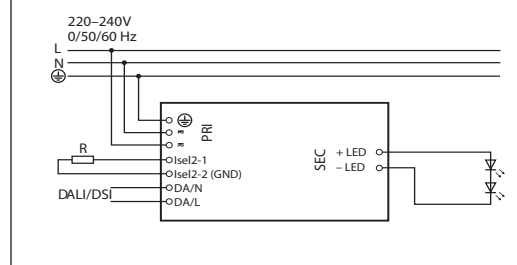 220–240V
0/50/60 Hz
L
N
PRI
R
Isel2-1
Isel2-2 (GND)
DALI/DSI
DA/N
DA/L
SEC
+ LED
– LED